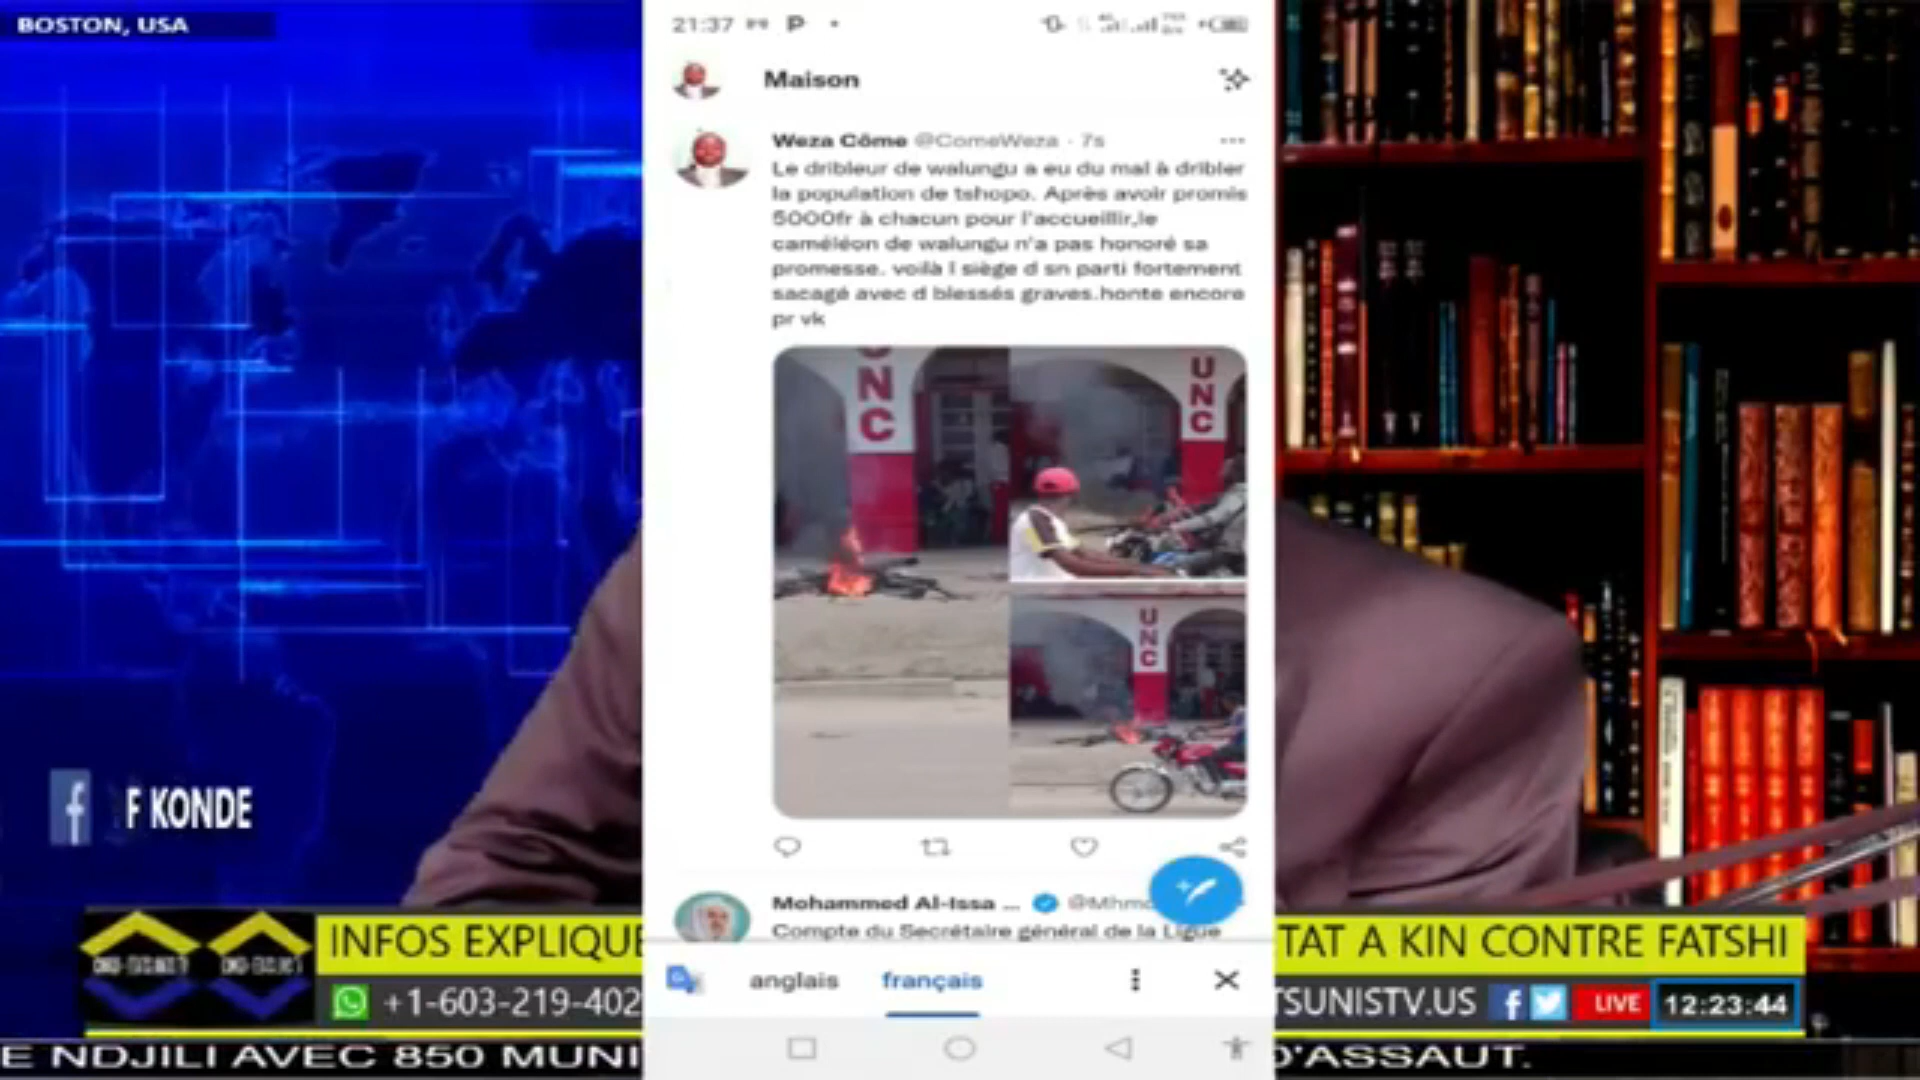 BOSTON, USA
21:37
Maison
Weza Côme @ComeWeza · 7s
Le dribleur de walungu a eu du mal à dribler
la population de tshopo. Après avoir promis
5000fr à chacun pour l'accueillir,le
caméléon de walungu n'a pas honoré sa
promesse. voilà l siège d sn parti fortement
sacagé avec d blessés graves.honte encore
pr vk
UNC
UNC
UNC
Mohammed Al-Issa ... @Mhmd
Compte du Secrétaire général de la Ligue
anglais français
F KONDE
INFOS EXPLIQUE
TAT A KIN CONTRE FATSHI
+1-603-219-402
TSUNISTV.US
LIVE
12:23:44
E NDJILI AVEC 850 MUNI
D'ASSAUT.